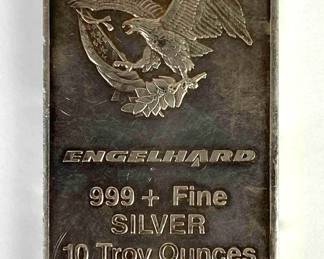 ENGELHARD
999 + Fine
SILVER
10 Troy Ounces